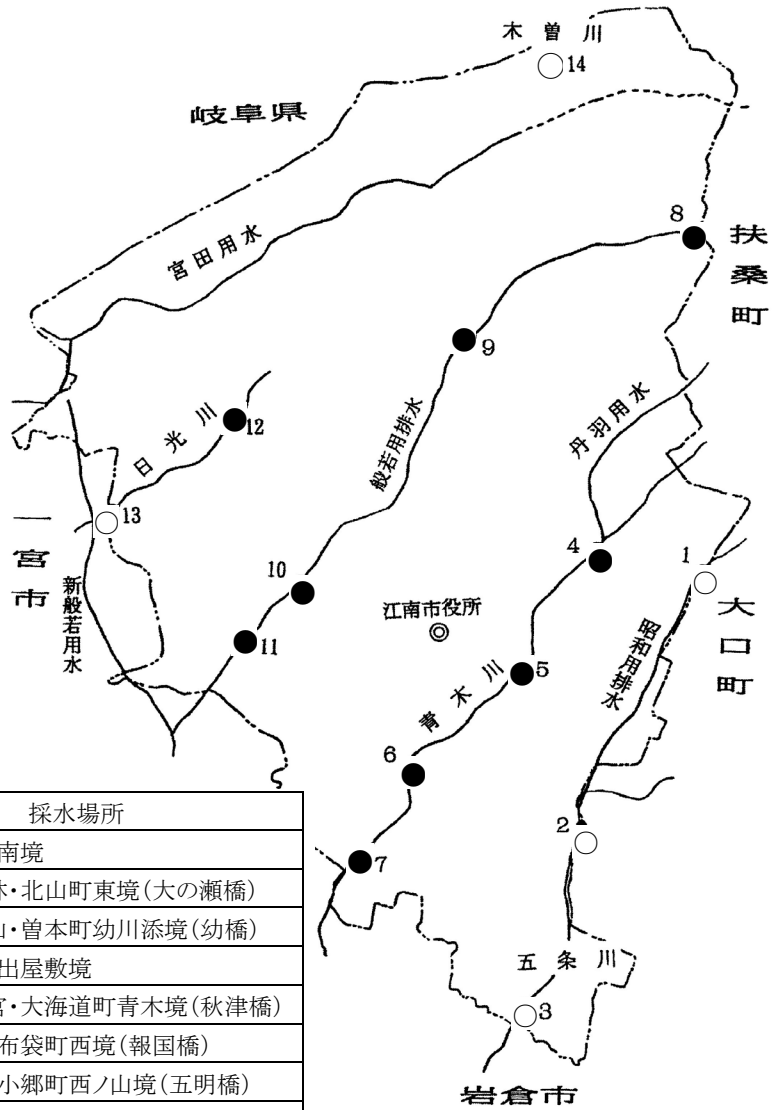 木曽川
14
岐阜県
8
扶桑町
宮田用水
9
丹羽用水
般若用排水
日光川
12
13
一宮市
新般若用水
10
11
4
1
江南市役所
大口町
昭和用排水
5
青木川
6
2
7
五条川
3
岩倉市
採水場所
南境
・北山町東境(大の瀬橋)
・曽本町幼川添境(幼橋)
出屋敷境
・大海道町青木境(秋津橋)
布袋町西境(報国橋)
小郷町西ノ山境(五明橋)